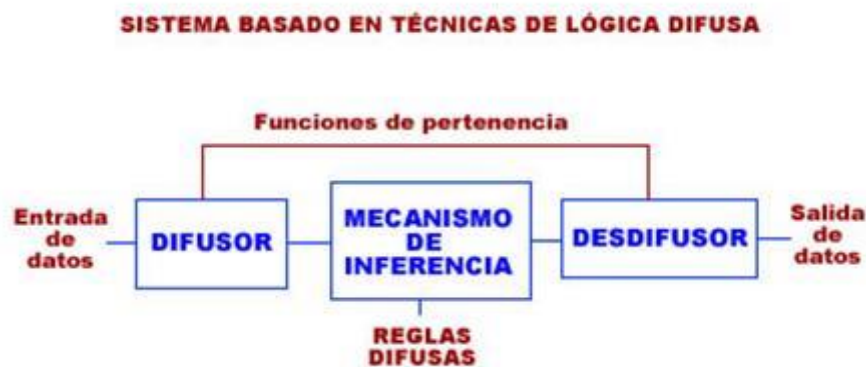 SISTEMA BASADO EN TÉCNICAS DE LÓGICA DIFUSA
Funciones de pertenencia
Entrada
de
datos
DIFUSOR
MECANISMO
DE
INFERENCIA
DESDIFUSOR
Salida
de
datos
REGLAS
DIFUSAS